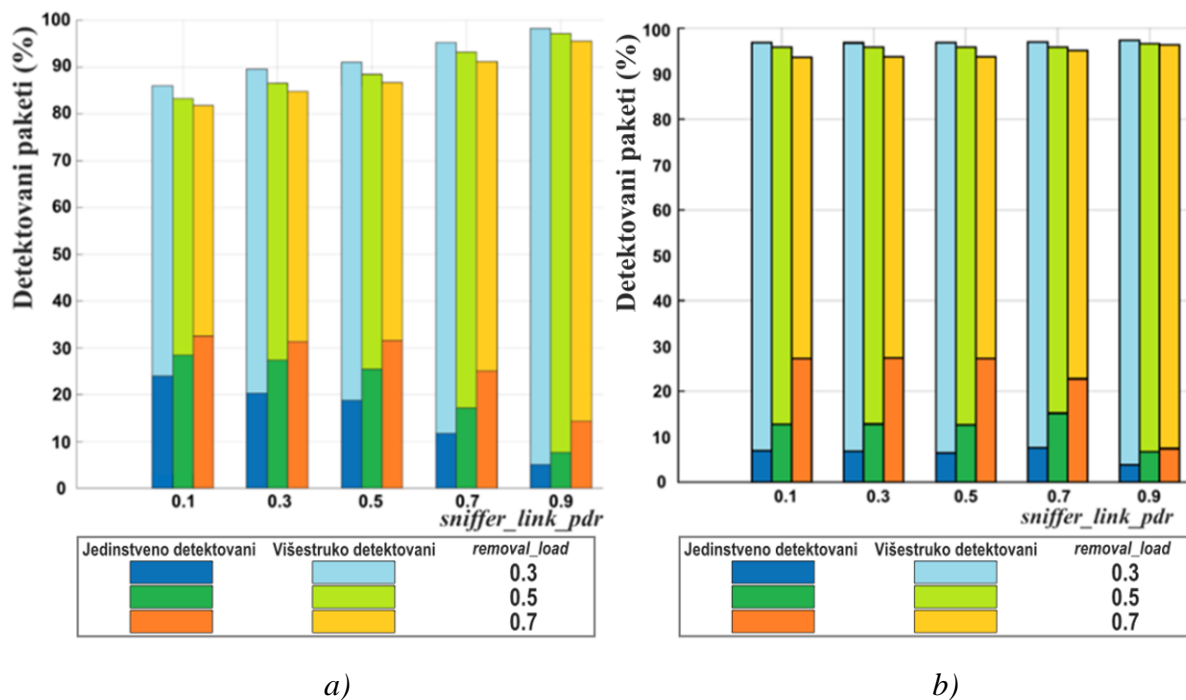 Detektovani paketi (%)
100
90
80
70
60
50
40
30
20
10
0
0.1 0.3 0.5 0.7 0.9
sniffer_link_pdr
Jedinstveno detektovani Višestruko detektovani removal_load
0.3
0.5
0.7
a)
Detektovani paketi (%)
100
90
80
70
60
50
40
30
20
10
0
0.1 0.3 0.5 0.7 0.9
sniffer_link_pdr
Jedinstveno detektovani Višestruko detektovani removal_load
0.3
0.5
0.7
b)